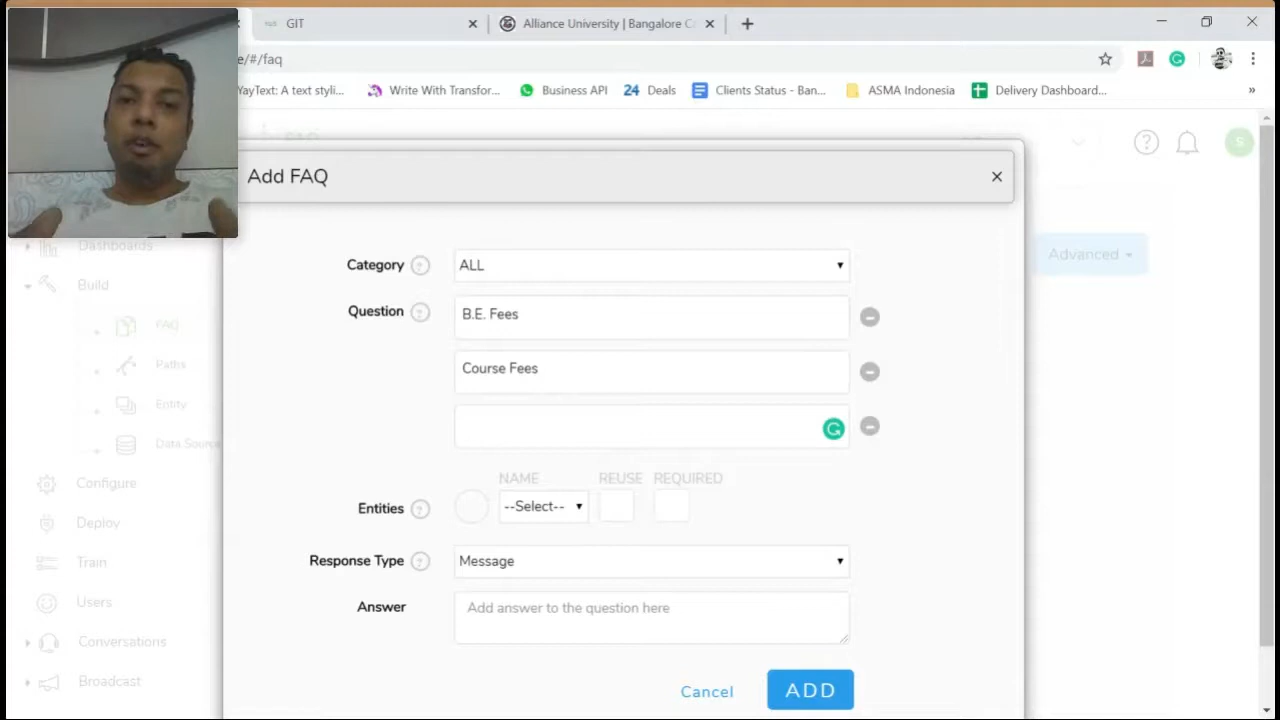 GIT
Alliance University | Bangalore C
e/#/faq
YayText: A text styli...
Write With Transfor...
Business API
24 Deals
Clients Status - Ban...
ASMA Indonesia
Delivery Dashboard...
»
FAQ
?
S
Add FAQ
Dashboards
Advanced
Category ?
ALL
Build
Question ?
B.E. Fees
FAQ
Paths
Course Fees
Entity
Data Source
NAME
REUSE
REQUIRED
Configure
Entities ?
--Select--
Deploy
Train
Response Type ?
Message
Users
Answer
Add answer to the question here
Conversations
Broadcast
Cancel
ADD